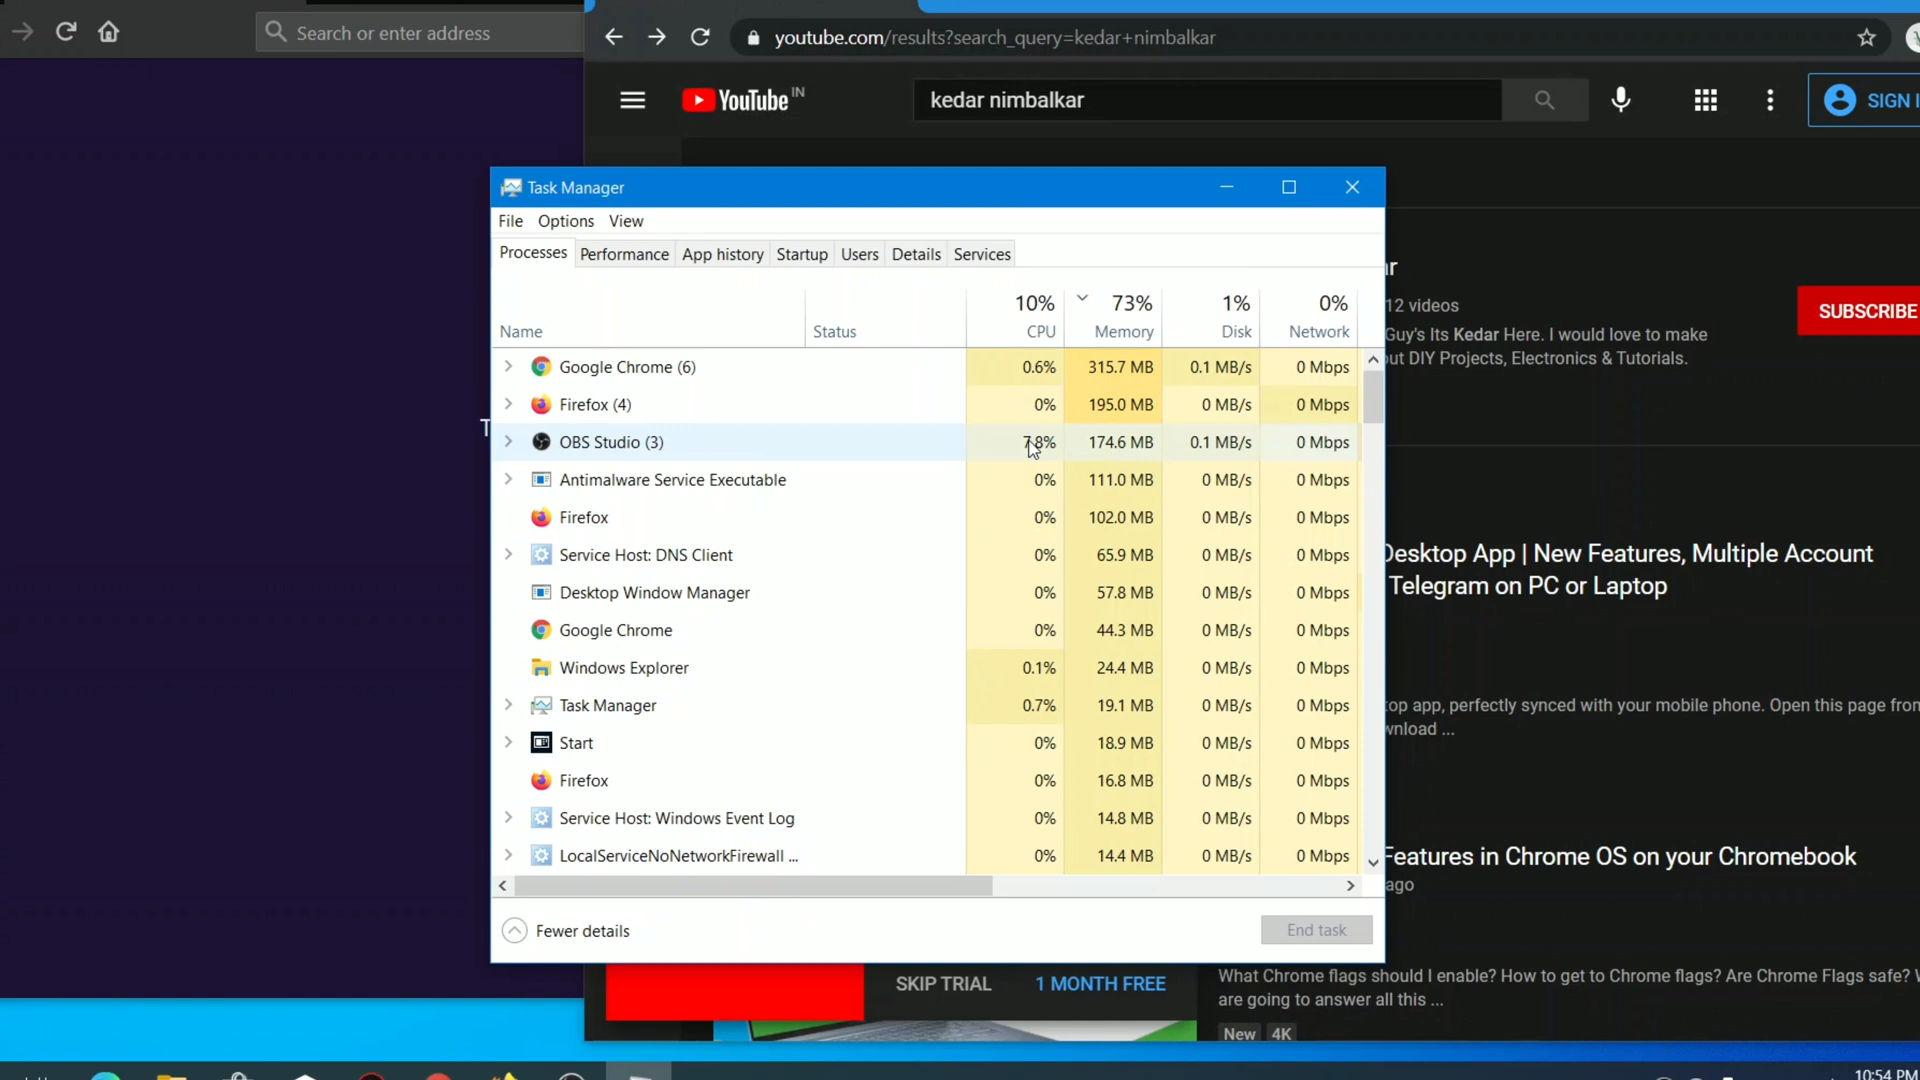 Search or enter address
youtube.com/results?search_query=kedar+nimbalkar
YouTube IN
kedar nimbalkar
SIGN I
Task Manager
File Options View
Processes Performance App history Startup Users Details Services
10% 73% 1% 0%
Name Status CPU Memory Disk Network
Google Chrome (6) 0.6% 315.7 MB 0.1 MB/s 0 Mbps
Firefox (4) 0% 195.0 MB 0 MB/s 0 Mbps
OBS Studio (3) 7.8% 174.6 MB 0.1 MB/s 0 Mbps
Antimalware Service Executable 0% 111.0 MB 0 MB/s 0 Mbps
Firefox 0% 102.0 MB 0 MB/s 0 Mbps
Service Host: DNS Client 0% 65.9 MB 0 MB/s 0 Mbps
Desktop Window Manager 0% 57.8 MB 0 MB/s 0 Mbps
Google Chrome 0% 44.3 MB 0 MB/s 0 Mbps
Windows Explorer 0.1% 24.4 MB 0 MB/s 0 Mbps
Task Manager 0.7% 19.1 MB 0 MB/s 0 Mbps
Start 0% 18.9 MB 0 MB/s 0 Mbps
Firefox 0% 16.8 MB 0 MB/s 0 Mbps
Service Host: Windows Event Log 0% 14.8 MB 0 MB/s 0 Mbps
LocalServiceNoNetworkFirewall ... 0% 14.4 MB 0 MB/s 0 Mbps
Fewer details End task
T
ar
12 videos
Guy's Its Kedar Here. I would love to make
out DIY Projects, Electronics & Tutorials.
SUBSCRIBE
Desktop App | New Features, Multiple Account
Telegram on PC or Laptop
top app, perfectly synced with your mobile phone. Open this page from
wnload ...
Features in Chrome OS on your Chromebook
ago
What Chrome flags should I enable? How to get to Chrome flags? Are Chrome Flags safe?
are going to answer all this ...
New 4K
SKIP TRIAL 1 MONTH FREE
10:54 PM